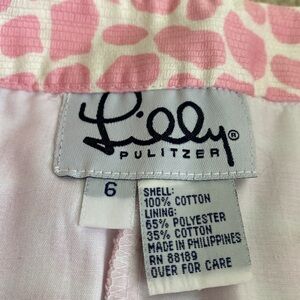 Lilly®
PULITZER
6
SHELL:
100% COTTON
LINING:
65% POLYESTER
35% COTTON
MADE IN PHILIPPINES
RN 88189
OVER FOR CARE